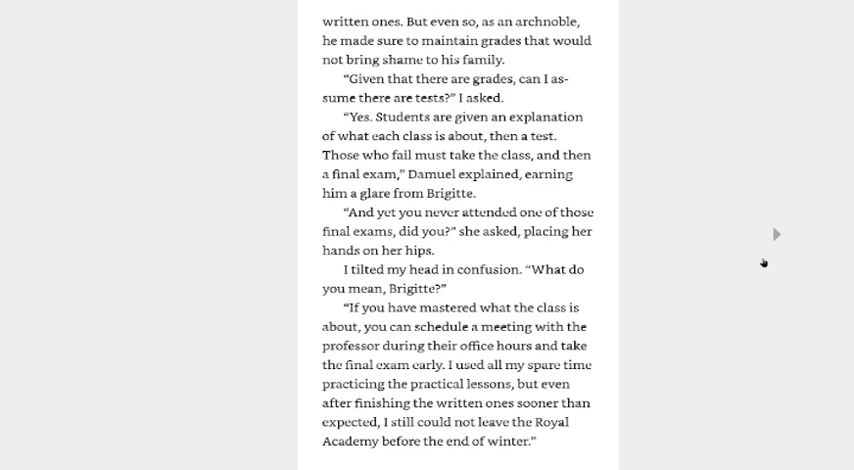 written ones. But even so, as an archnoble,
he made sure to maintain grades that would
not bring shame to his family.
“Given that there are grades, can I as-
sume there are tests?” I asked.
“Yes. Students are given an explanation
of what each class is about, then a test.
Those who fail must take the class, and then
a final exam,” Damuel explained, earning
him a glare from Brigitte.
“And yet you never attended one of those
final exams, did you?” she asked, placing her
hands on her hips.
I tilted my head in confusion. “What do
you mean, Brigitte?”
“If you have mastered what the class is
about, you can schedule a meeting with the
professor during their office hours and take
the final exam early. I used all my spare time
practicing the practical lessons, but even
after finishing the written ones sooner than
expected, I still could not leave the Royal
Academy before the end of winter.”